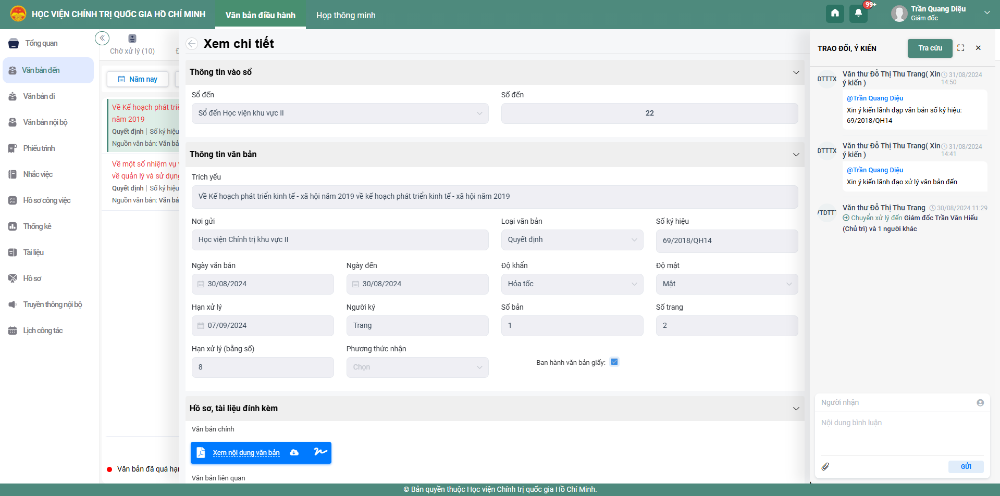 HỌC VIỆN CHÍNH TRỊ QUỐC GIA HỒ CHÍ MINH
Văn bản điều hành
Họp thông minh
99+
Trần Quang Diệu
Giám đốc
Tổng quan
Văn bản đến
Văn bản đi
Văn bản nội bộ
Phiếu trình
Nhắc việc
Hồ sơ công việc
Thống kê
Tài liệu
Hồ sơ
Truyền thông nội bộ
Lịch công tác
Chờ xử lý (10)
Năm nay
Về Kế hoạch phát triể
năm 2019
Quyết định | Số ký hiệu
Nguồn văn bản: Văn bả
Về một số nhiệm vụ v
về quản lý và sử dụng
Quyết định | Số ký hiệu
Nguồn văn bản: Văn bả
Văn bản đã quá hạn
Xem chi tiết
Thông tin vào sổ
Sổ đến
Số đến
Sổ đến Học viện khu vực II
22
Thông tin văn bản
Trích yếu
Về Kế hoạch phát triển kinh tế - xã hội năm 2019 về kế hoạch phát triển kinh tế - xã hội năm 2019
Nơi gửi
Loại văn bản
Số ký hiệu
Học viện Chính trị khu vực II
Quyết định
69/2018/QH14
Ngày văn bản
Ngày đến
Độ khẩn
Độ mật
30/08/2024
30/08/2024
Hỏa tốc
Mật
Hạn xử lý
Người ký
Số bản
Số trang
07/09/2024
Trang
1
2
Hạn xử lý (bằng số)
Phương thức nhận
8
Chọn
Ban hành văn bản giấy:
Hồ sơ, tài liệu đính kèm
Văn bản chính
Xem nội dung văn bản
Văn bản liên quan
TRAO ĐỔI, Ý KIẾN
Tra cứu
DTTTX
Văn thư Đỗ Thị Thu Trang( Xin ý kiến )
31/08/2024 14:50
@Trần Quang Diệu
Xin ý kiến lãnh đạp văn bản số ký hiệu:
69/2018/QH14
DTTTX
Văn thư Đỗ Thị Thu Trang( Xin ý kiến )
31/08/2024 14:41
@Trần Quang Diệu
Xin ý kiến lãnh đạo xử lý văn bản đến
VTDTTT
Văn thư Đỗ Thị Thu Trang
30/08/2024 11:29
Chuyển xử lý đến Giám đốc Trần Văn Hiếu
(Chủ trì) và 1 người khác
Người nhận
Nội dung bình luận
GỬI
© Bản quyền thuộc Học viện Chính trị quốc gia Hồ Chí Minh.